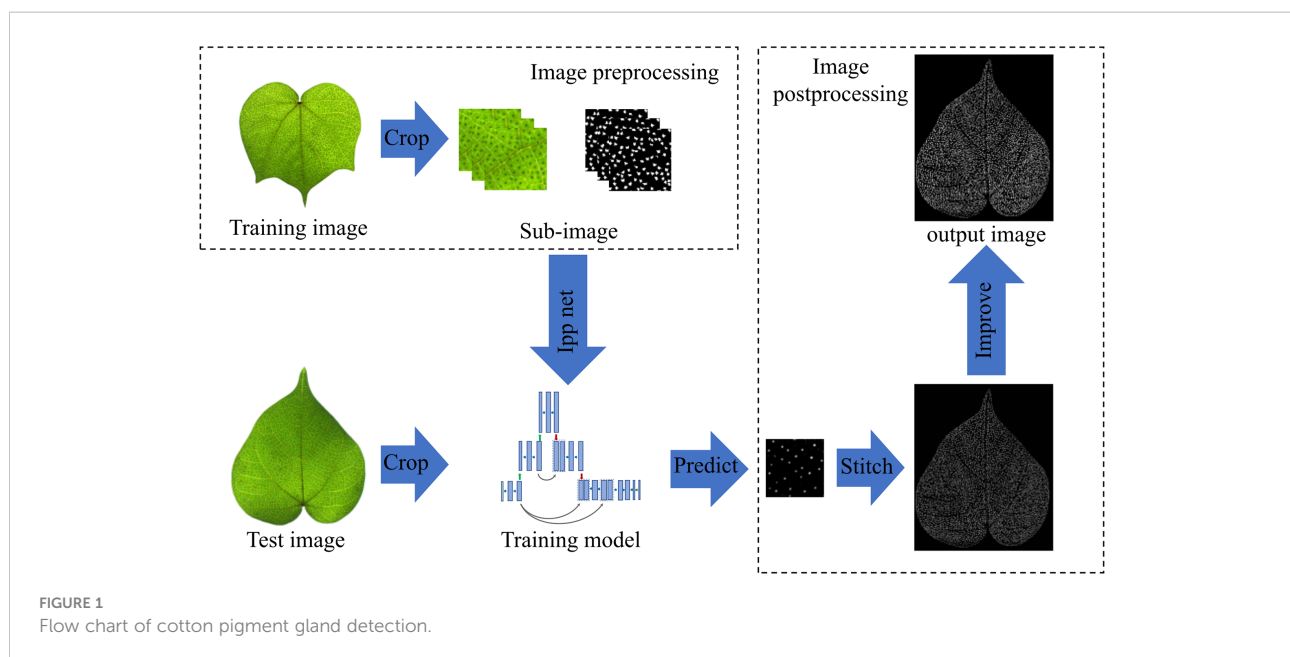 Image preprocessing
Crop
Training image
Sub-image
Ipp net
Test image
Crop
Training model
Predict
Image
postprocessing
output image
Improve
Stitch
FIGURE 1
Flow chart of cotton pigment gland detection.